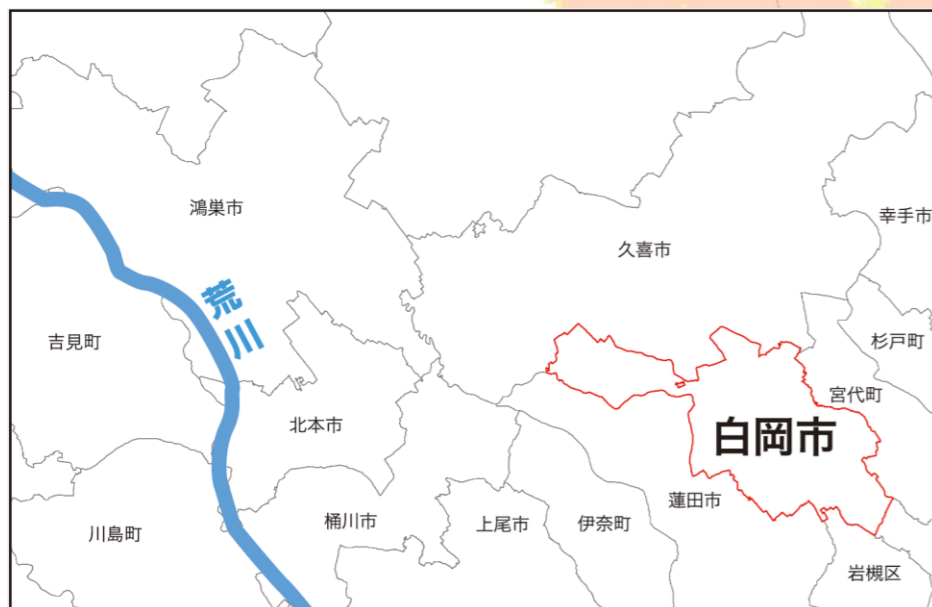 鴻巣市
幸手市
久喜市
荒川
吉見町
杉戸町
宮代町
北本市
白岡市
蓮田市
桶川市
上尾市
伊奈町
川島町
岩槻区